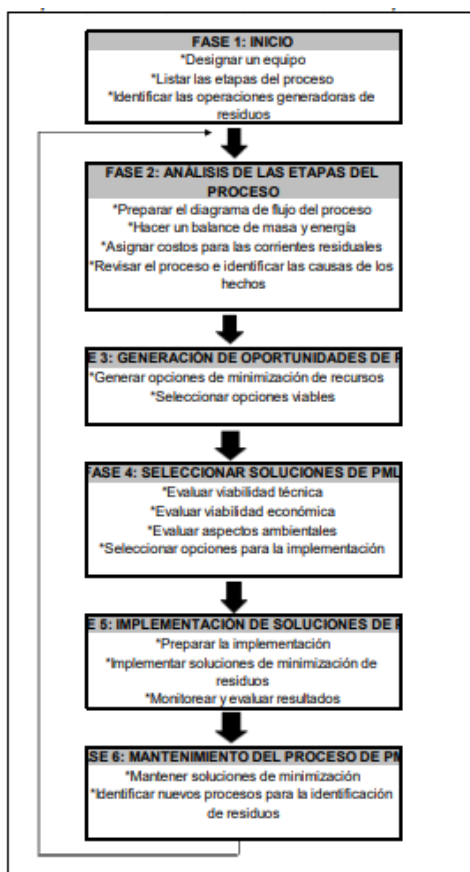 FASE 1: INICIO
*Designar un equipo
*Listar las etapas del proceso
*Identificar las operaciones generadoras de
residuos
FASE 2: ANÁLISIS DE LAS ETAPAS DEL
PROCESO
*Preparar el diagrama de flujo del proceso
*Hacer un balance de masa y energía
*Asignar costos para las corrientes residuales
*Revisar el proceso e identificar las causas de los
hechos
E 3: GENERACIÓN DE OPORTUNIDADES DE P
*Generar opciones de minimización de recursos
*Seleccionar opciones viables
FASE 4: SELECCIONAR SOLUCIONES DE PML
*Evaluar viabilidad técnica
*Evaluar viabilidad económica
*Evaluar aspectos ambientales
*Seleccionar opciones para la implementación
E 5: IMPLEMENTACIÓN DE SOLUCIONES DE P
*Preparar la implementación
*Implementar soluciones de minimización de
residuos
*Monitorear y evaluar resultados
ASE 6: MANTENIMIENTO DEL PROCESO DE PM
*Mantener soluciones de minimización
*Identificar nuevos procesos para la identificación
de residuos